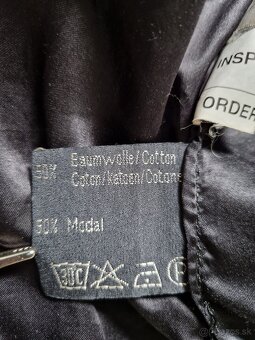 INSP
ORDER
50% Baumwolle/Cotton
Coton/katoen/Cotone
50% Modal
30C
P